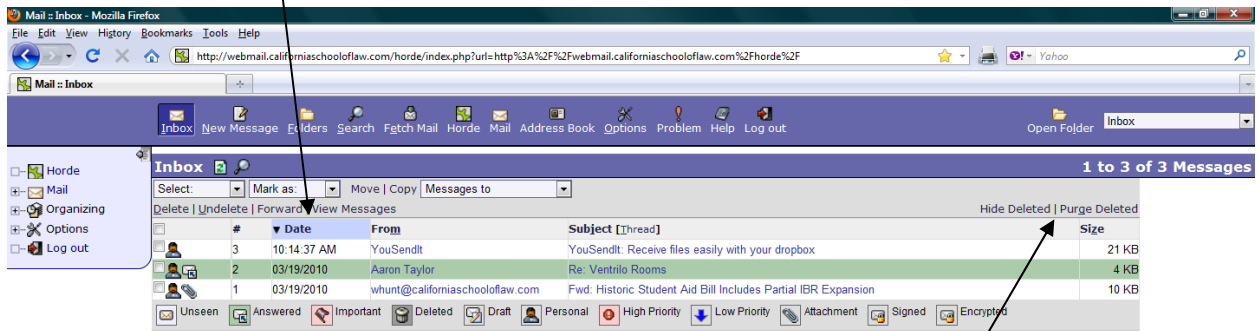 Mail :: Inbox - Mozilla Firefox
File Edit View History Bookmarks Tools Help
http://webmail.californiaschooloflaw.com/horde/index.php?url=http%3A%2F%2Fwebmail.californiaschooloflaw.com%2Fhorde%2F Yahoo
Mail :: Inbox
Inbox New Message Folders Search Fetch Mail Horde Mail Address Book Options Problem Help Log out Open Folder Inbox
Horde
Mail
Organizing
Options
Log out
Inbox 1 to 3 of 3 Messages
Select: Mark as: Move | Copy Messages to
Delete | Undelete | Forward View Messages Hide Deleted | Purge Deleted
# Date From Subject [Thread] Size
3 10:14:37 AM YouSendIt YouSendIt: Receive files easily with your dropbox 21 KB
2 03/19/2010 Aaron Taylor Re: Ventrilo Rooms 4 KB
1 03/19/2010 whunt@californiaschooloflaw.com Fwd: Historic Student Aid Bill Includes Partial IBR Expansion 10 KB
Unseen Answered Important Deleted Draft Personal High Priority Low Priority Attachment Signed Encrypted